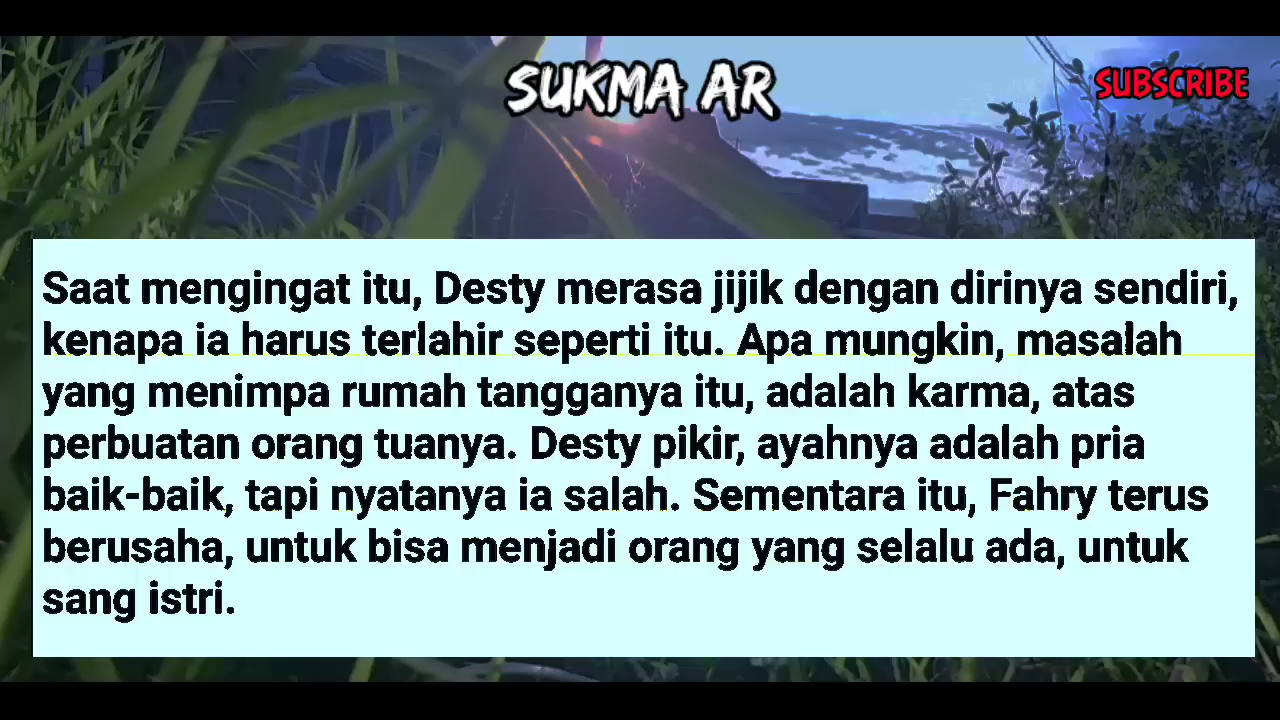 SUKMA AR
SUBSCRIBE
Saat mengingat itu, Desty merasa jijik dengan dirinya sendiri,
kenapa ia harus terlahir seperti itu. Apa mungkin, masalah
yang menimpa rumah tangganya itu, adalah karma, atas
perbuatan orang tuanya. Desty pikir, ayahnya adalah pria
baik-baik, tapi nyatanya ia salah. Sementara itu, Fahry terus
berusaha, untuk bisa menjadi orang yang selalu ada, untuk
sang istri.